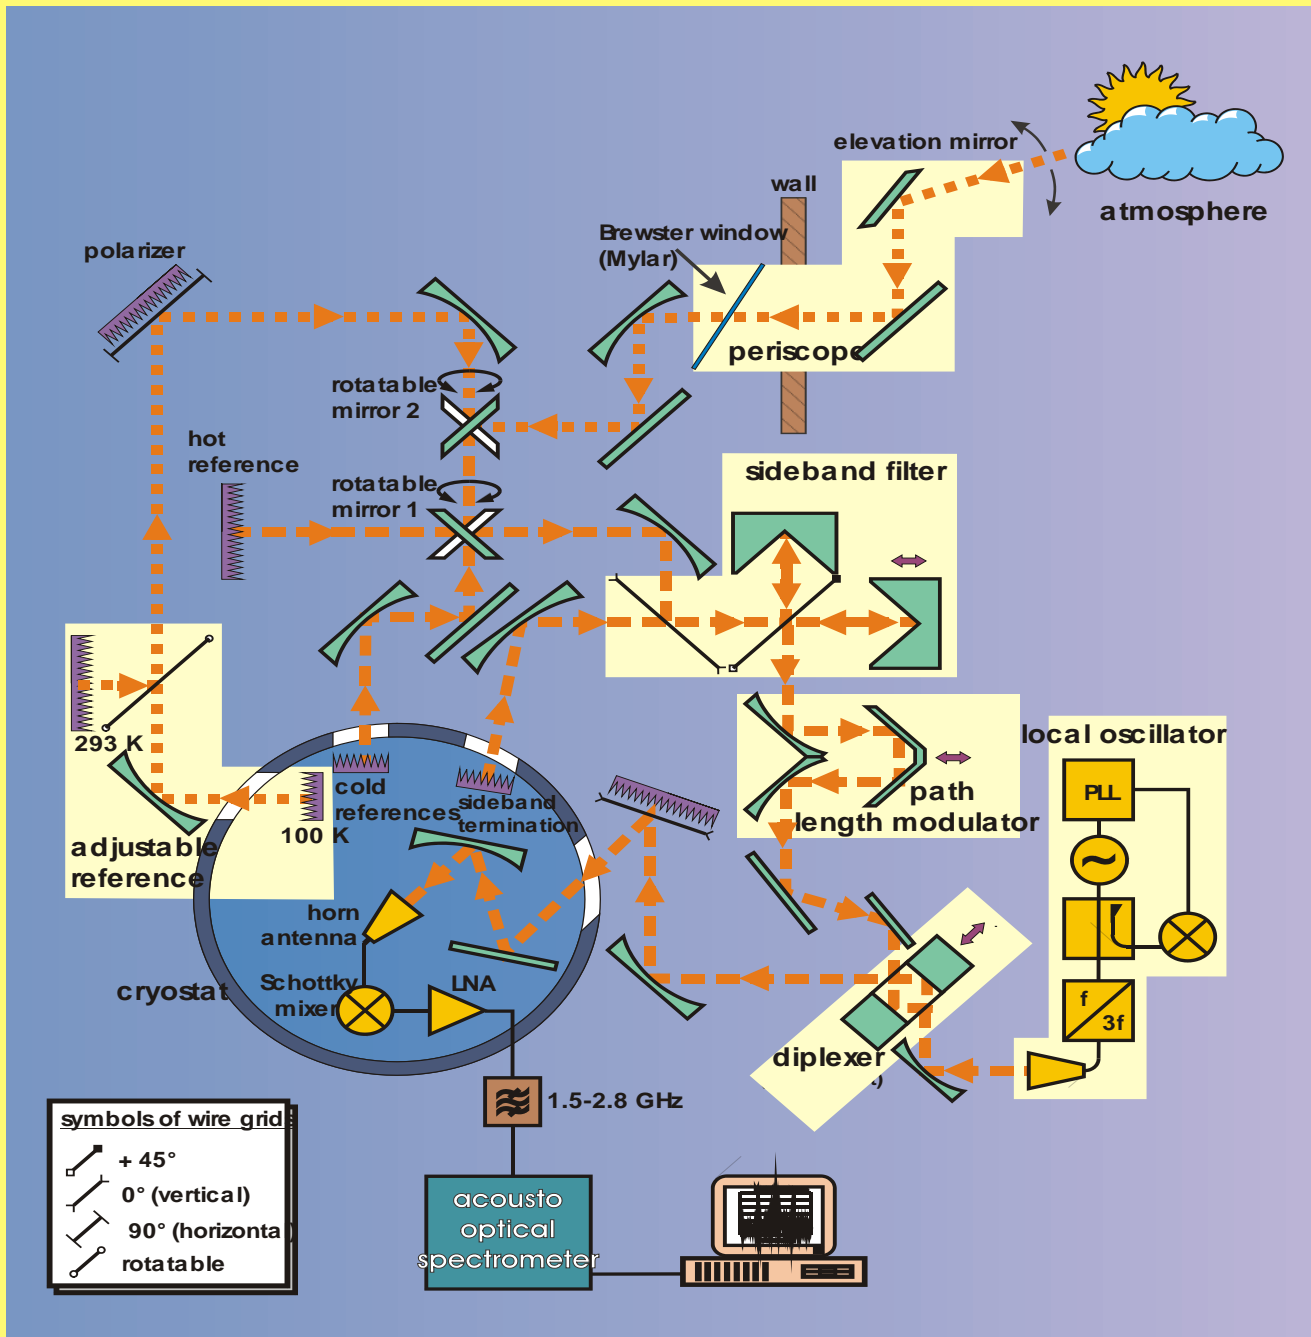 elevation mirror
atmosphere
wall
Brewster window
(Mylar)
periscope
polarizer
rotatable
mirror 2
hot
reference
rotatable
mirror 1
sideband filter
293 K
cold
references
sideband
termination
100 K
adjustable
reference
path
length modulator
local oscillator
PLL
horn
antenna
Schottky
mixer
LNA
cryostat
f
3f
diplexer
1.5-2.8 GHz
symbols of wire grids
+ 45°
0° (vertical)
90° (horizontal)
rotatable
acousto
optical
spectrometer